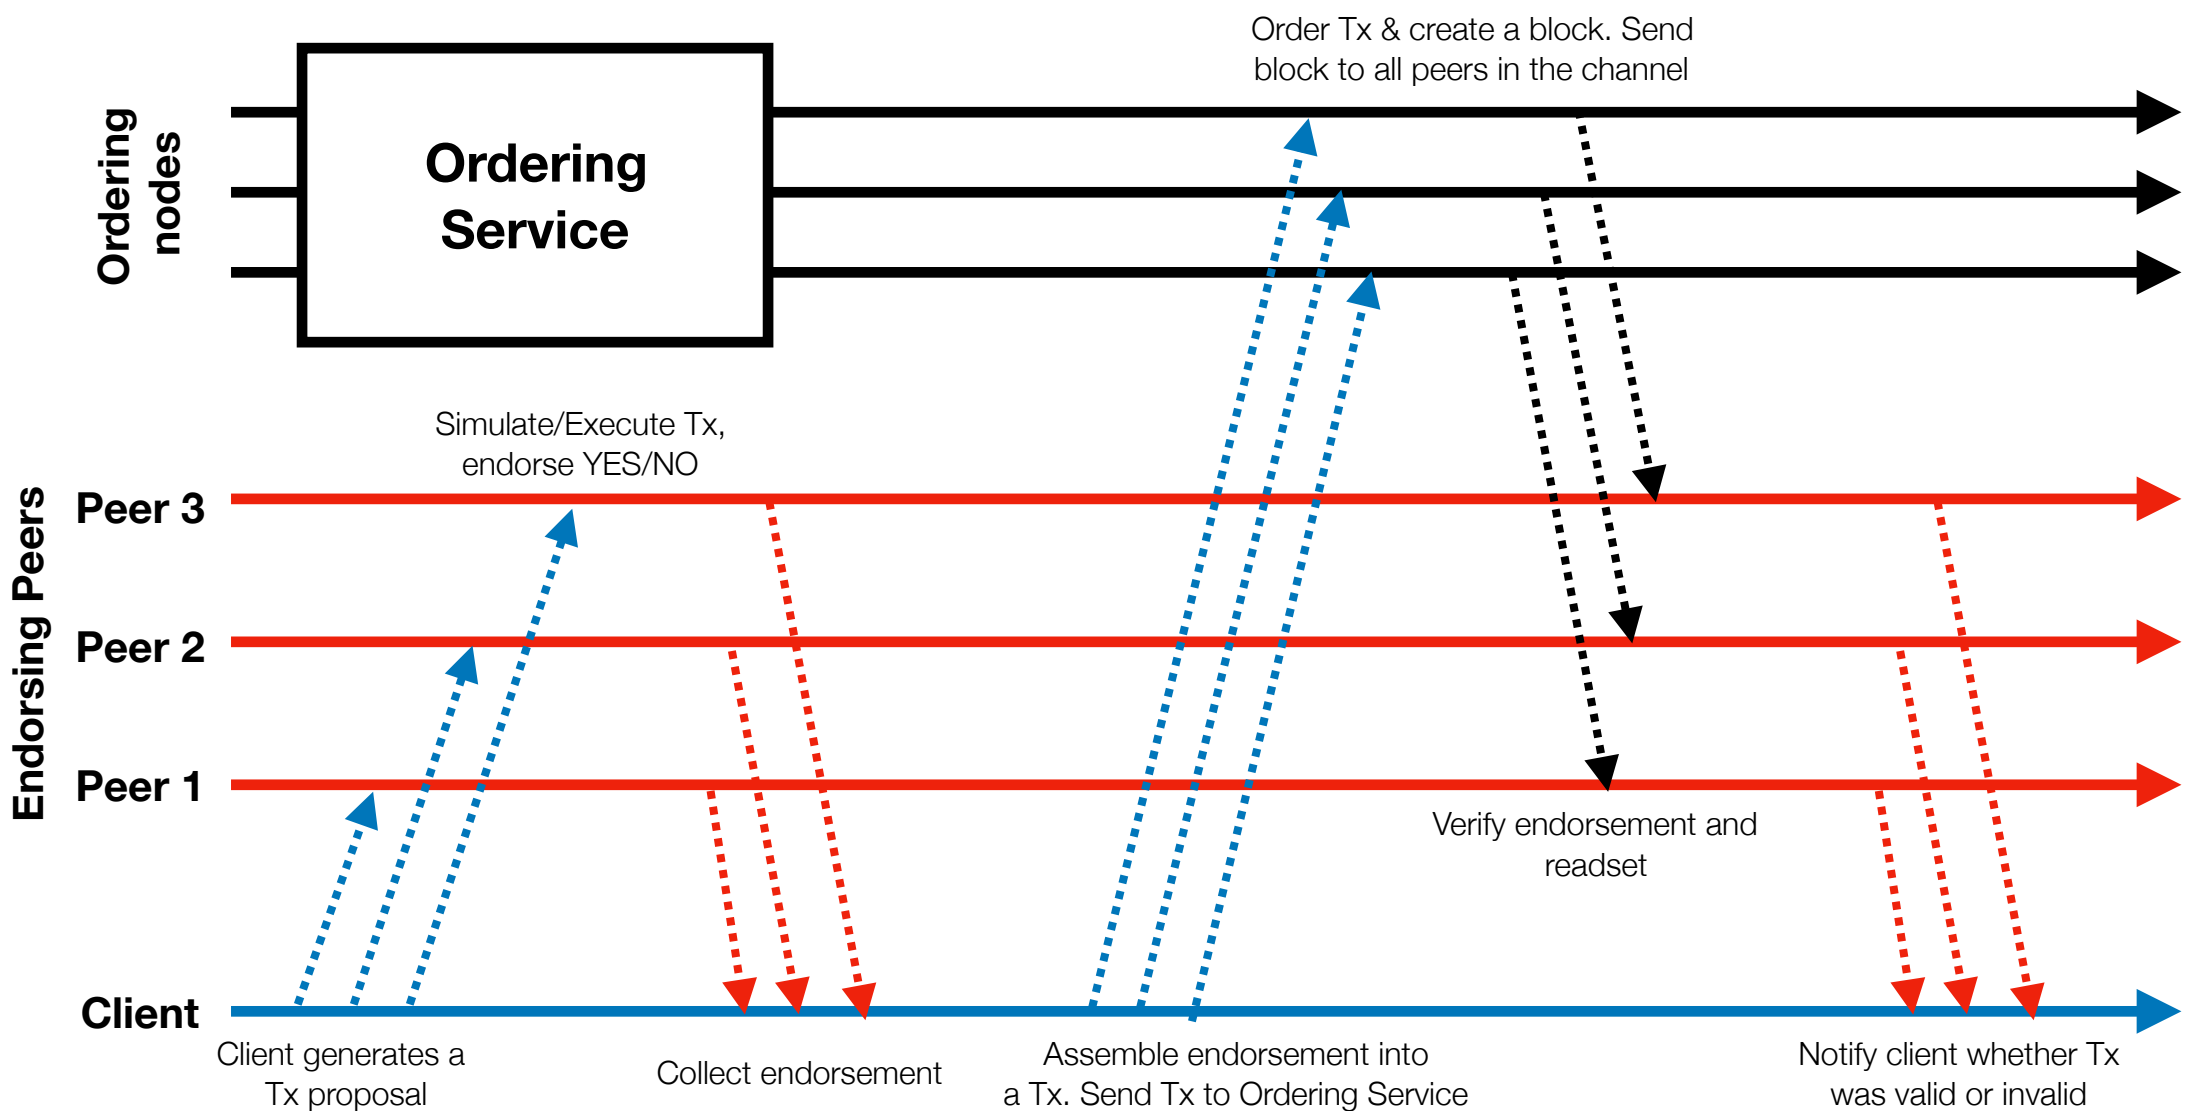 Order Tx & create a block. Send
block to all peers in the channel
Ordering
nodes
Ordering
Service
Simulate/Execute Tx,
endorse YES/NO
Endorsing Peers
Peer 3
Peer 2
Peer 1
Verify endorsement and
readset
Client
Client generates a
Tx proposal
Collect endorsement
Assemble endorsement into
a Tx. Send Tx to Ordering Service
Notify client whether Tx
was valid or invalid